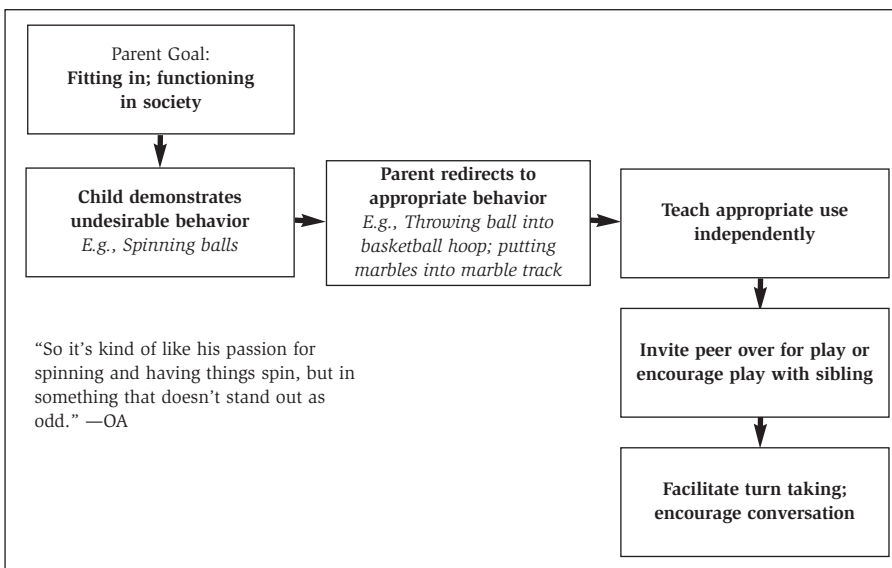 Parent Goal:
Fitting in; functioning
in society
Child demonstrates
undesirable behavior
E.g., Spinning balls
Parent redirects to
appropriate behavior
E.g., Throwing ball into
basketball hoop; putting
marbles into marble track
Teach appropriate use
independently
Invite peer over for play or
encourage play with sibling
Facilitate turn taking;
encourage conversation
“So it’s kind of like his passion for
spinning and having things spin, but in
something that doesn’t stand out as
odd.” —OA